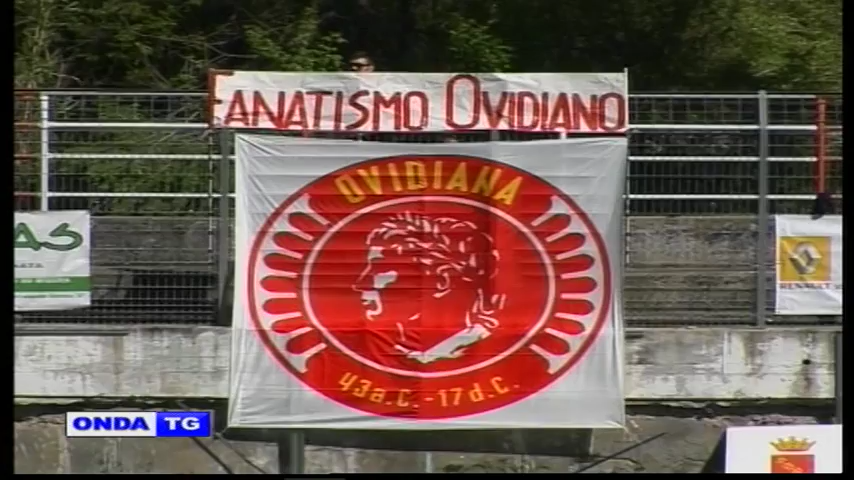 FANATISMO OVIDIANO
OVIDIANA
43a.C.-17d.C.
AS
RENAULT
ONDA TG